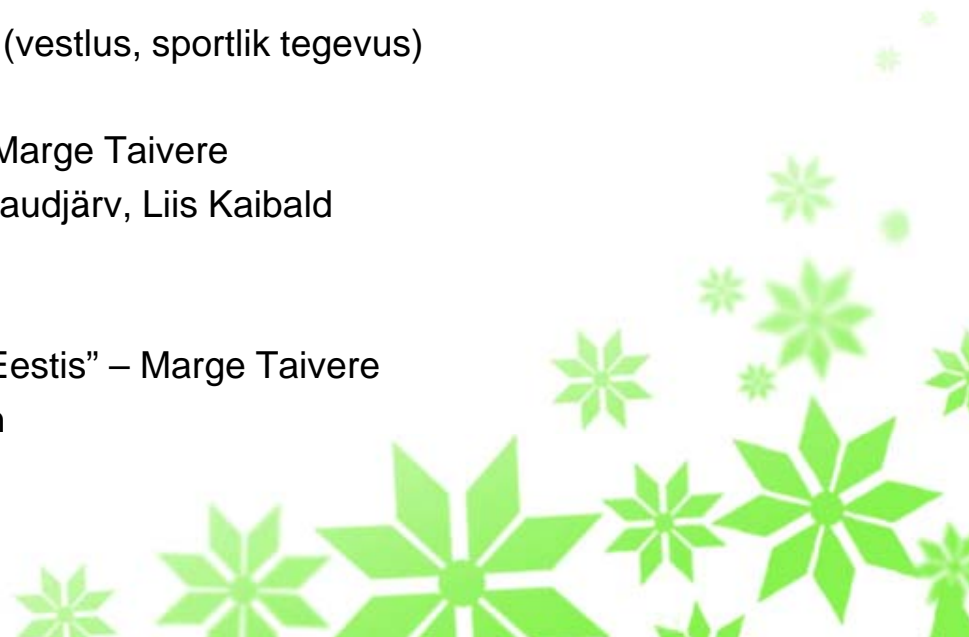 (vestlus, sportlik tegevus)
Marge Taivere
audjärv, Liis Kaibald
Eestis” – Marge Taivere